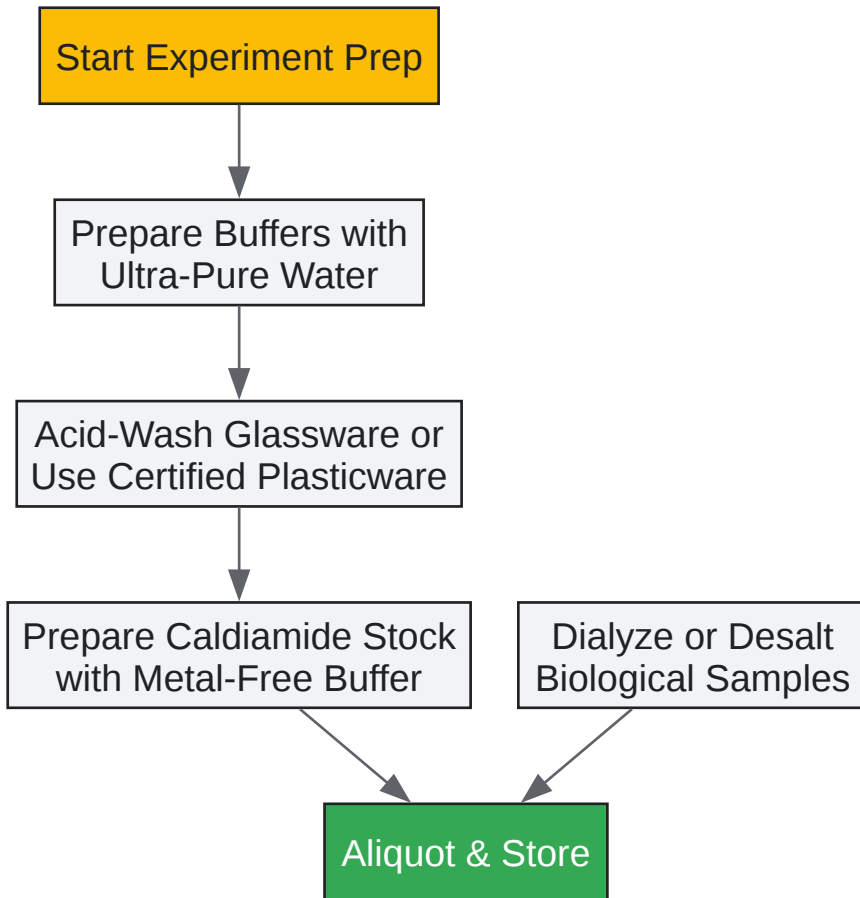 Start Experiment Prep
Prepare Buffers with
Ultra-Pure Water
Acid-Wash Glassware or
Use Certified Plasticware
Prepare Caldiamide Stock
with Metal-Free Buffer
Dialyze or Desalt
Biological Samples
Aliquot & Store